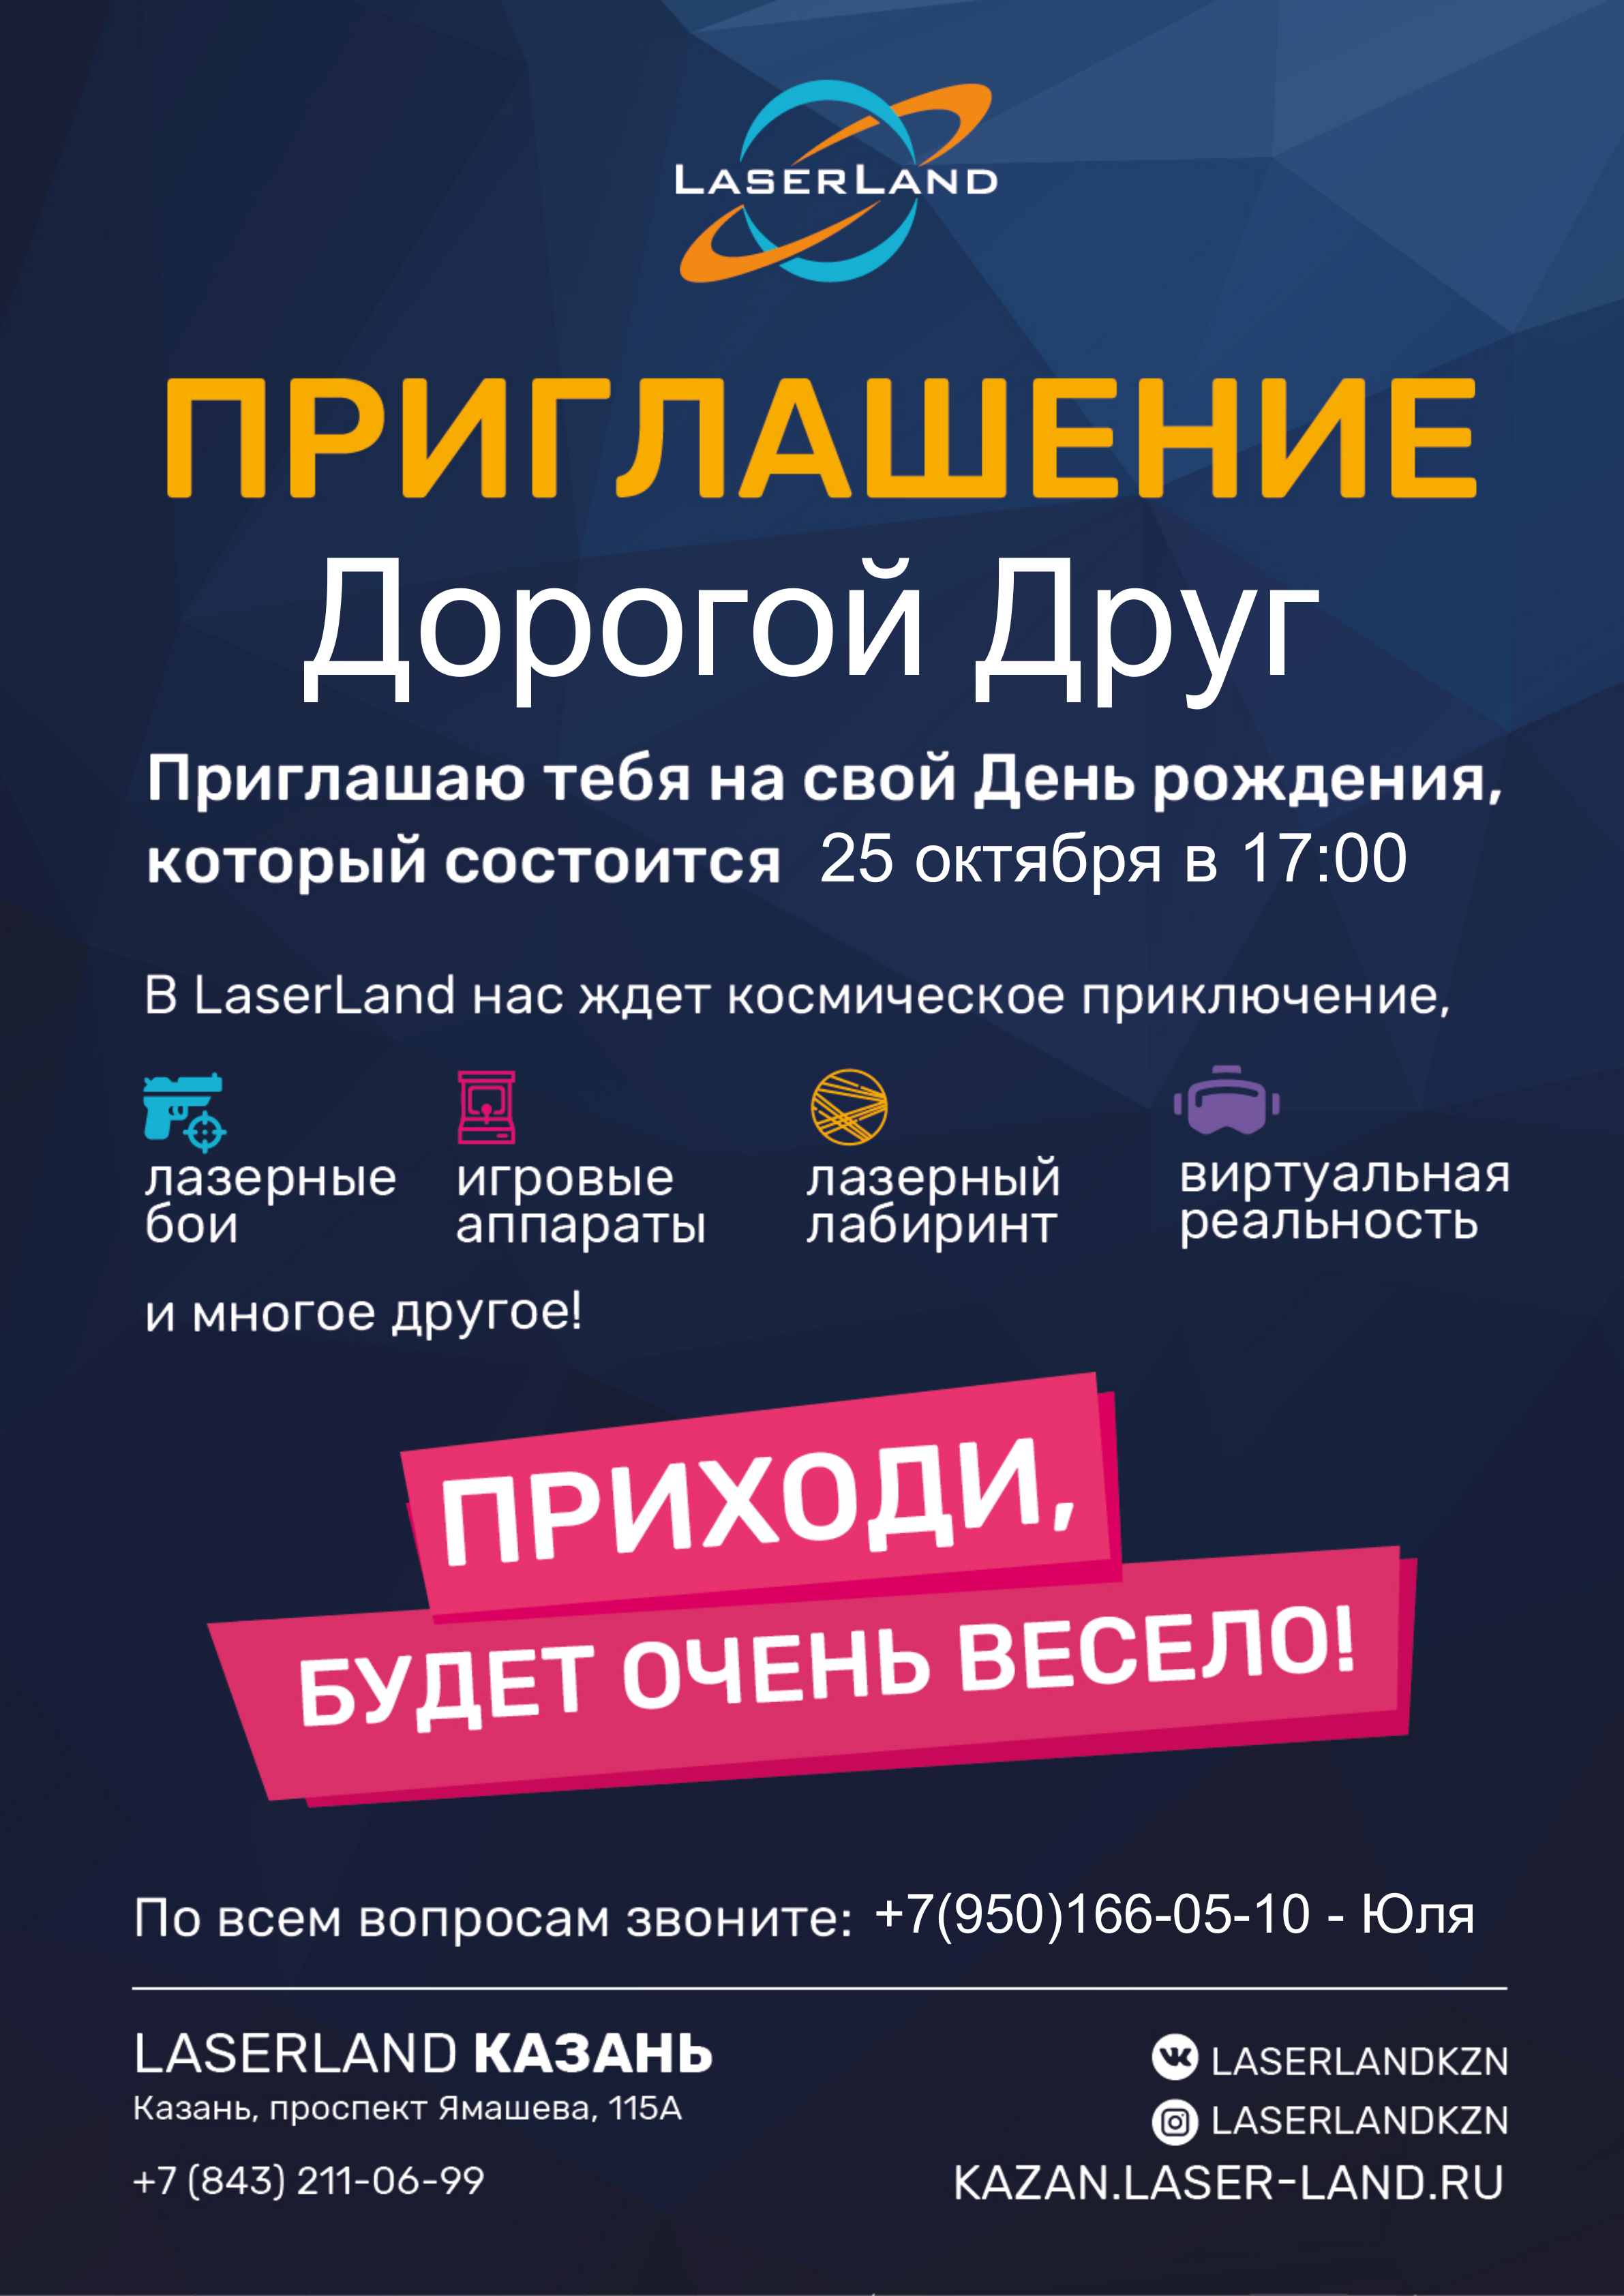 LASERLAND
ПРИГЛАШЕНИЕ
Дорогой Друг
Приглашаю тебя на свой День рождения,
который состоится 25 октября в 17:00
В LaserLand нас ждет космическое приключение,
лазерные бои
игровые аппараты
лазерный лабиринт
виртуальная реальность
и многое другое!
ПРИХОДИ,
БУДЕТ ОЧЕНЬ ВЕСЕЛО!
По всем вопросам звоните: +7(950)166-05-10 - Юля
LASERLAND КАЗАНЬ
Казань, проспект Ямашева, 115А
+7 (843) 211-06-99
LASERLANDKZN
LASERLANDKZN
KAZAN.LASER-LAND.RU